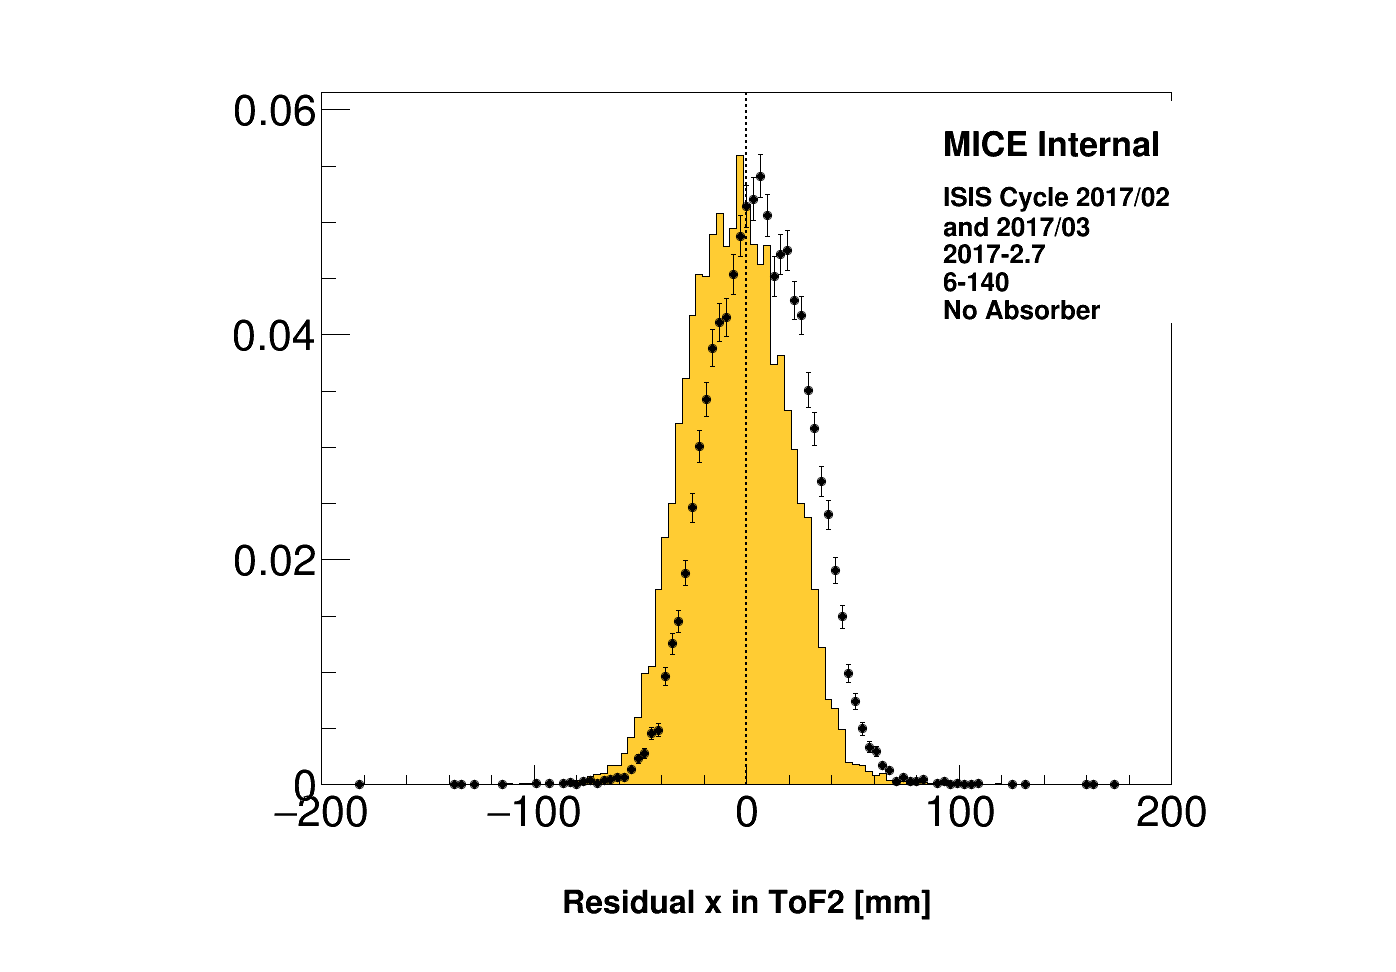 0.06
MICE Internal
ISIS Cycle 2017/02
and 2017/03
2017-2.7
6-140
No Absorber
0.04
0.02
0
−200 −100 0 100 200
Residual x in ToF2 [mm]